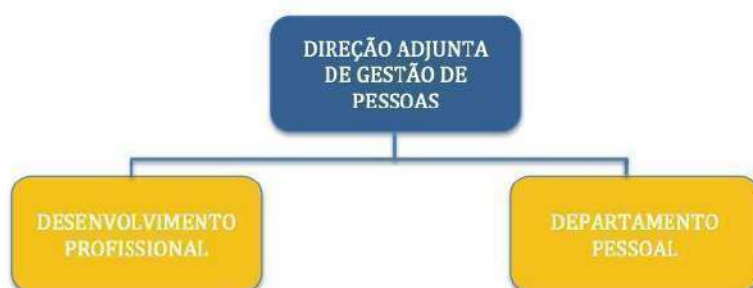 DIREÇÃO ADJUNTA
DE GESTÃO DE
PESSOAS
DESENVOLVIMENTO
PROFISSIONAL
DEPARTAMENTO
PESSOAL